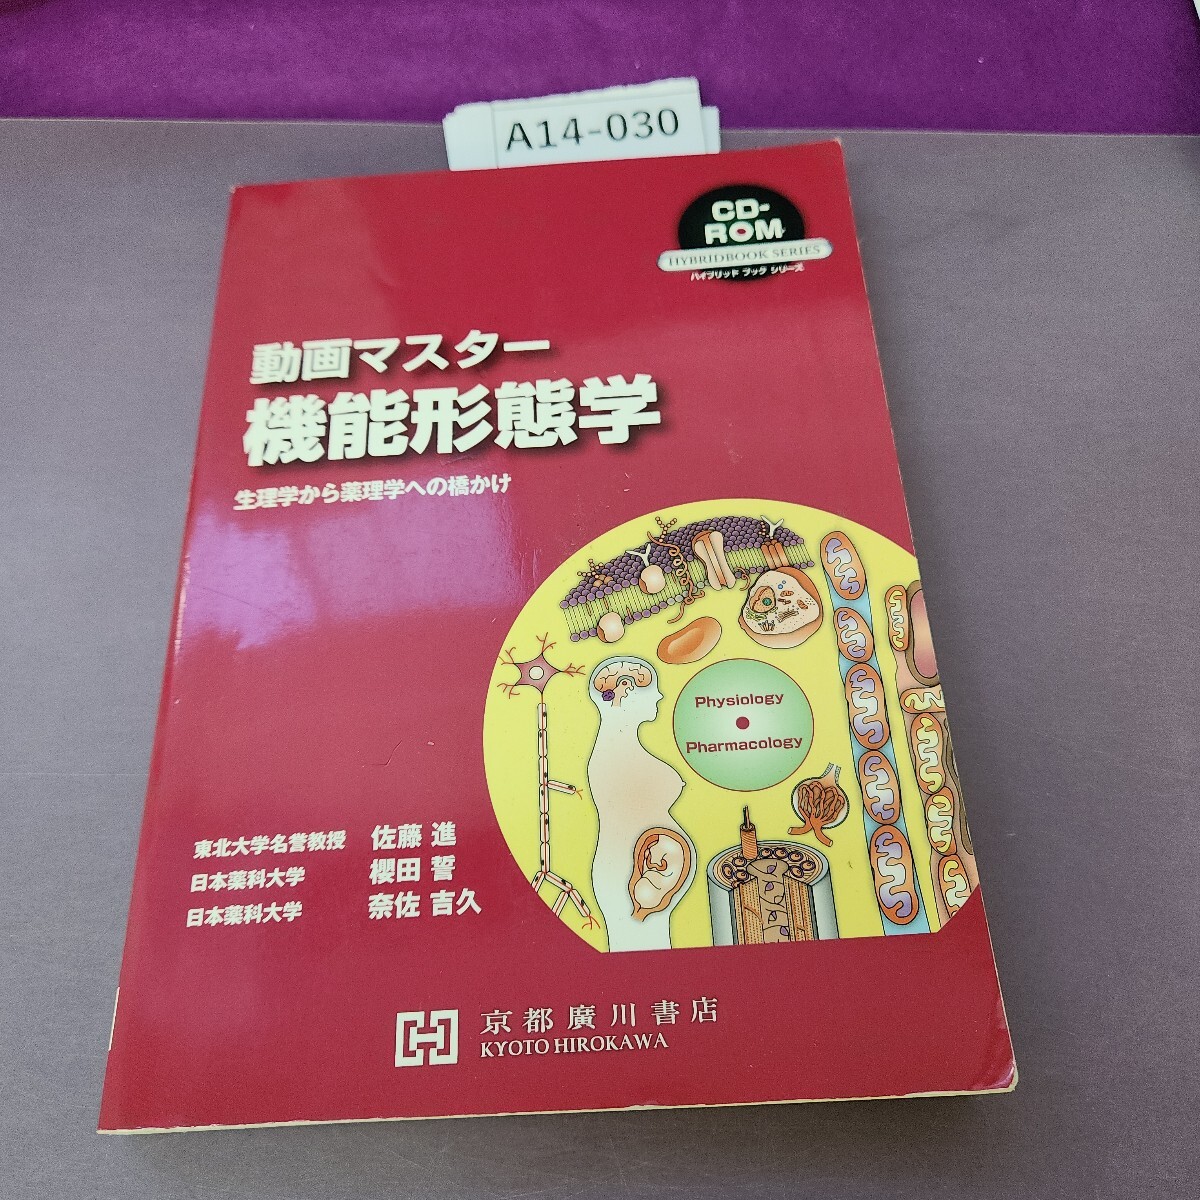 A14-030
CD-
ROM
HYBRIDBOOK SERIES
ハイブリッド ブック シリーズ
動画マスター
機能形態学
生理学から薬理学への橋かけ
Physiology
Pharmacology
東北大学名誉教授 佐藤 進
日本薬科大学 櫻田 誓
日本薬科大学 奈佐 吉久
京都廣川書店
KYOTO HIROKAWA